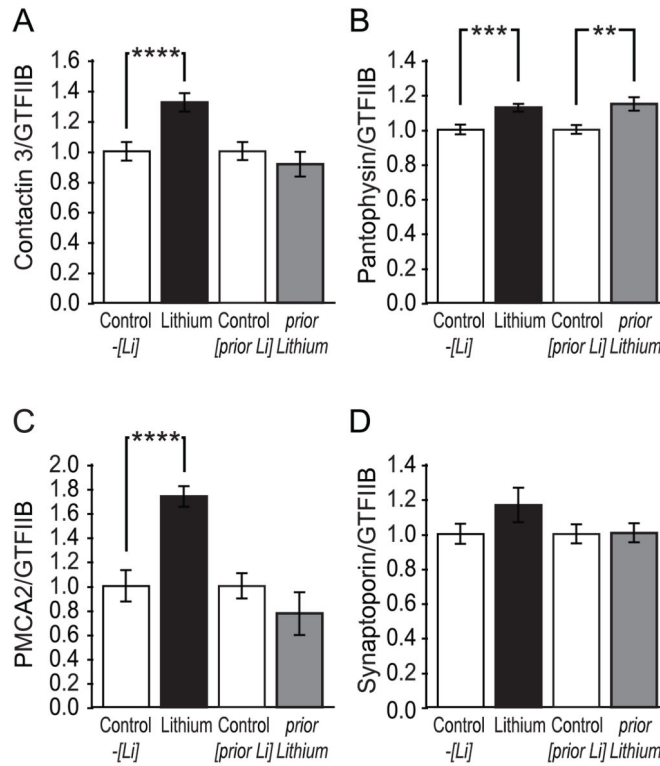 A
Contactin 3/GTFIIB
1.6
1.4
1.2
1.0
0.8
0.6
0.4
0.2
0.0
****
Control Lithium Control prior
-[Li] [prior Li] Lithium
B
Pantophysin/GTFIIB
1.4
1.2
1.0
0.8
0.6
0.4
0.2
0.0
*** **
Control Lithium Control prior
-[Li] [prior Li] Lithium
C
PMCA2/GTFIIB
2.0
1.8
1.6
1.4
1.2
1.0
0.8
0.6
0.4
0.2
0.0
****
Control Lithium Control prior
-[Li] [prior Li] Lithium
D
Synaptoporin/GTFIIB
1.4
1.2
1.0
0.8
0.6
0.4
0.2
0.0
Control Lithium Control prior
-[Li] [prior Li] Lithium